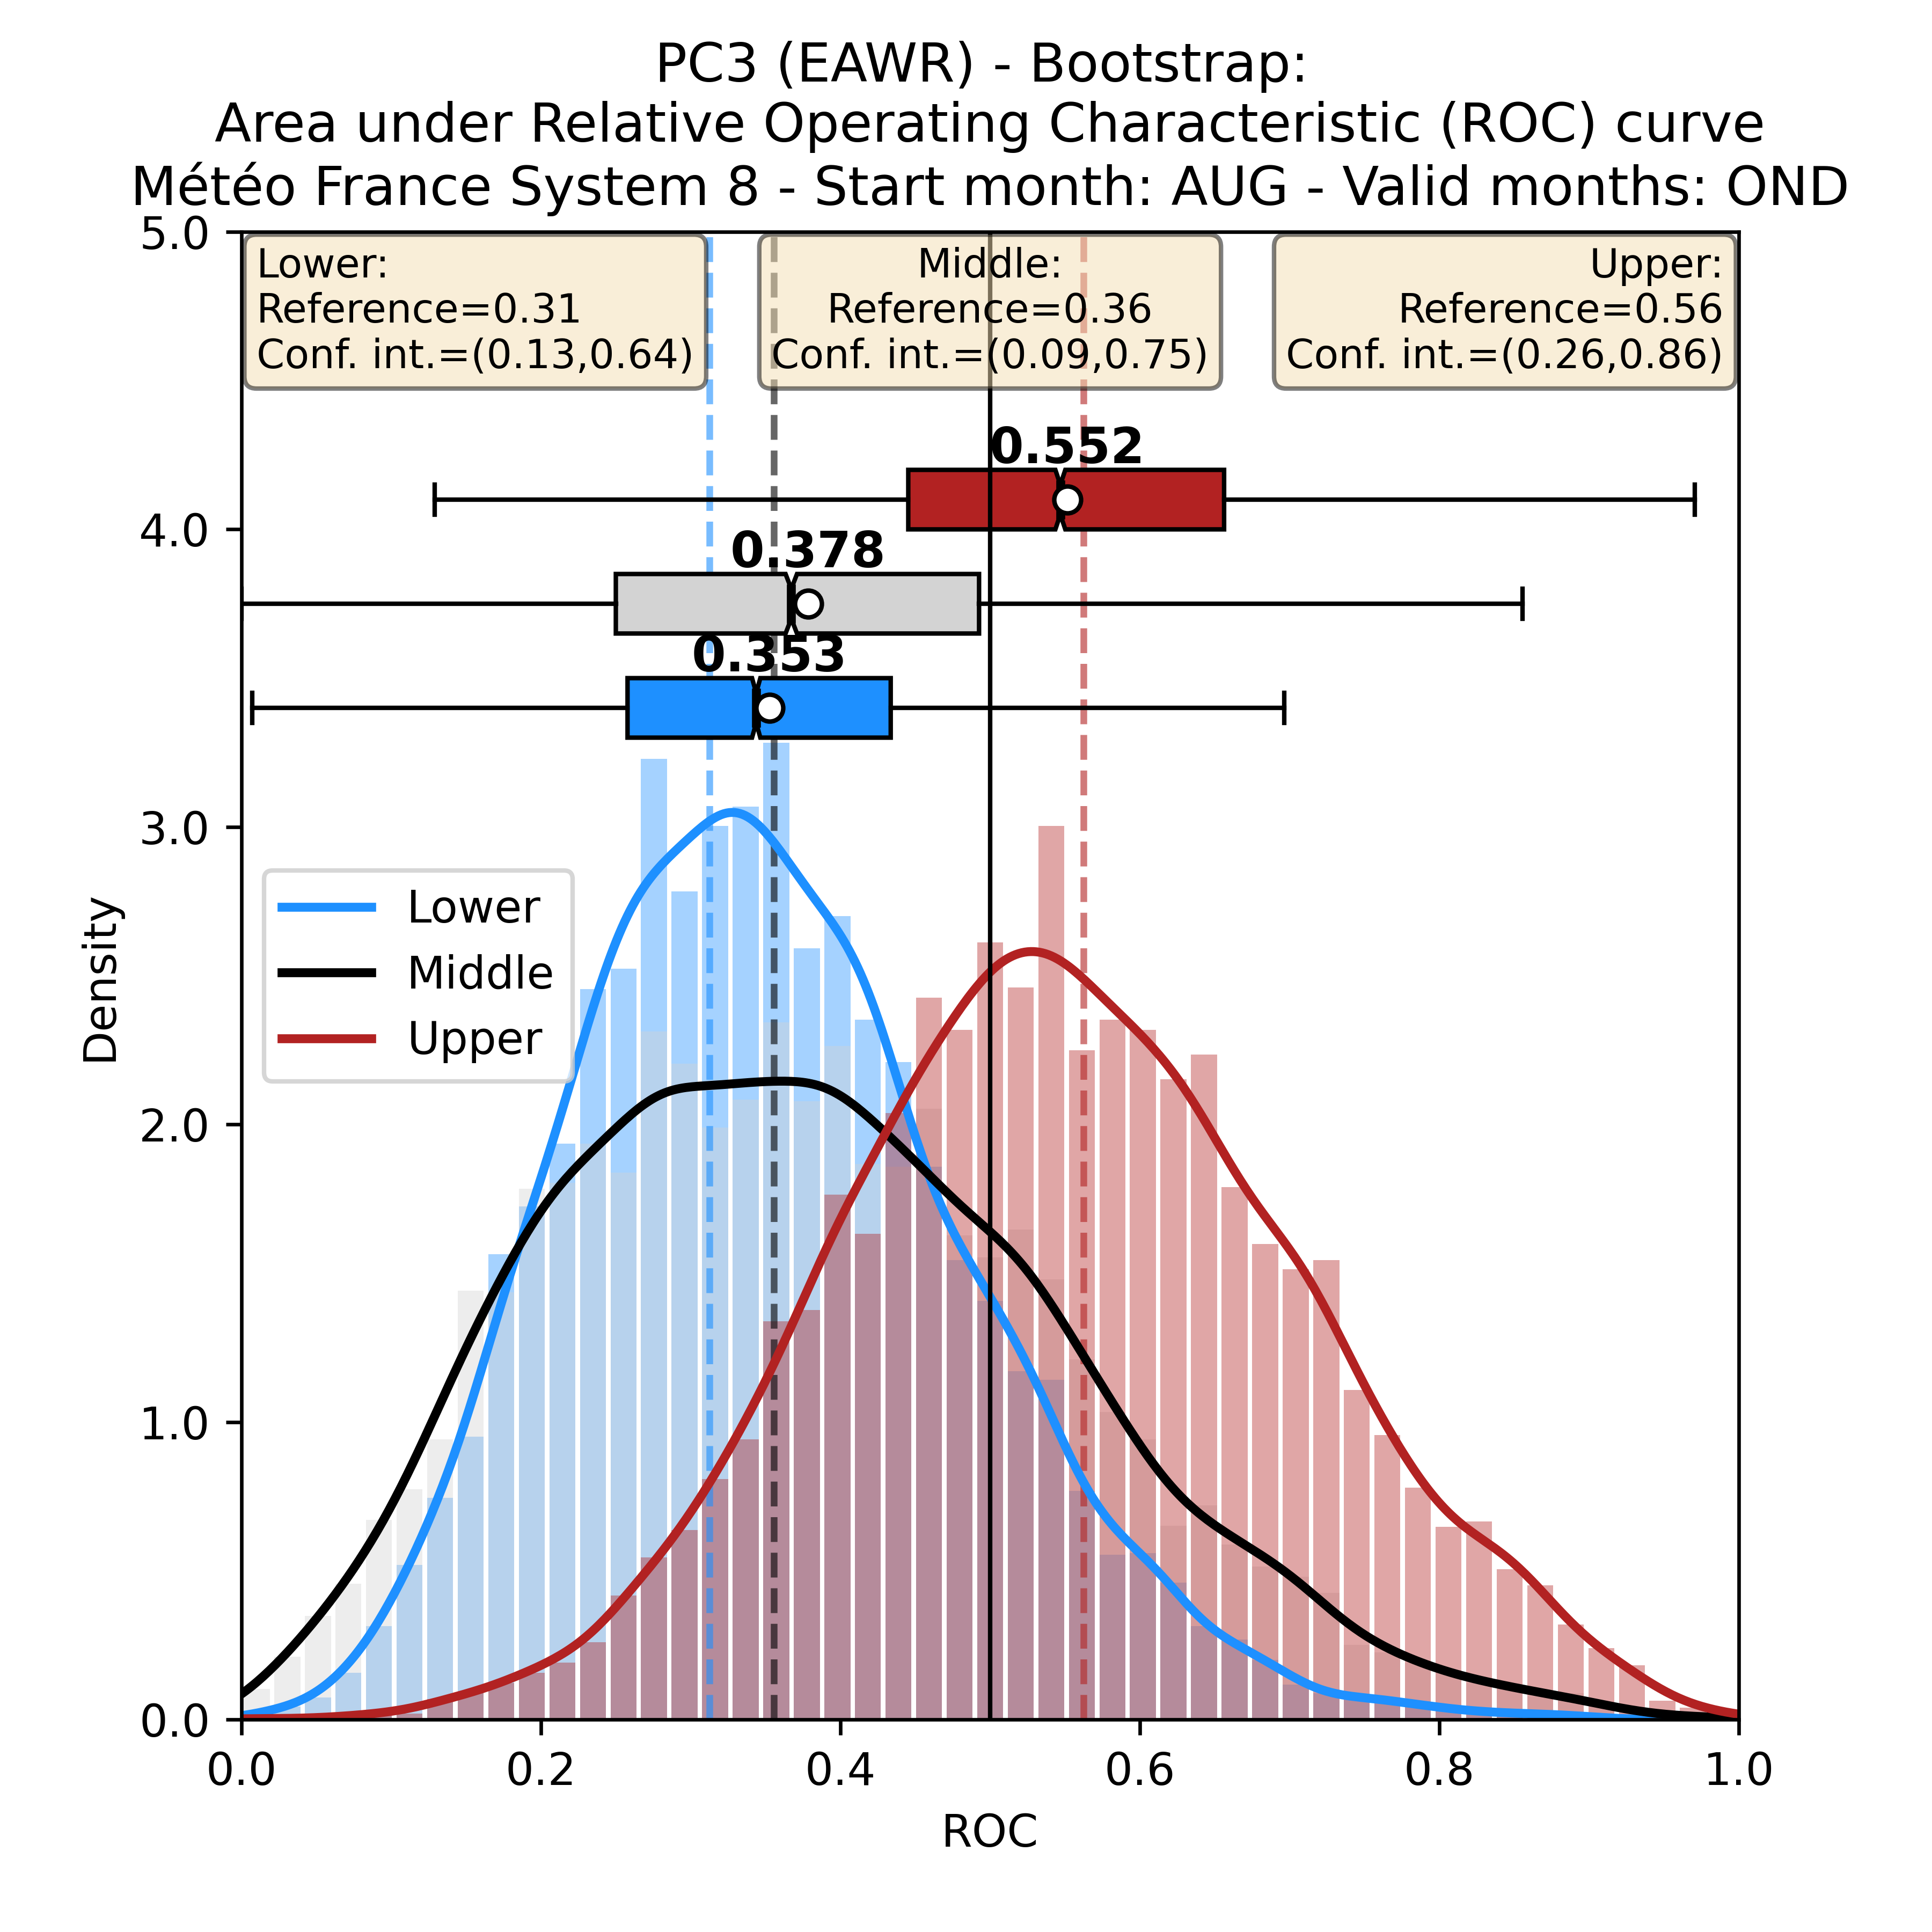 PC3 (EAWR) - Bootstrap:
Area under Relative Operating Characteristic (ROC) curve
Météo France System 8 - Start month: AUG - Valid months: OND
Lower:
Reference=0.31
Conf. int.=(0.13,0.64)
Middle:
Reference=0.36
Conf. int.=(0.09,0.75)
Upper:
Reference=0.56
Conf. int.=(0.26,0.86)
0.552
0.378
0.353
Lower
Middle
Upper
Density
5.0
4.0
3.0
2.0
1.0
0.0
0.0 0.2 0.4 0.6 0.8 1.0
ROC